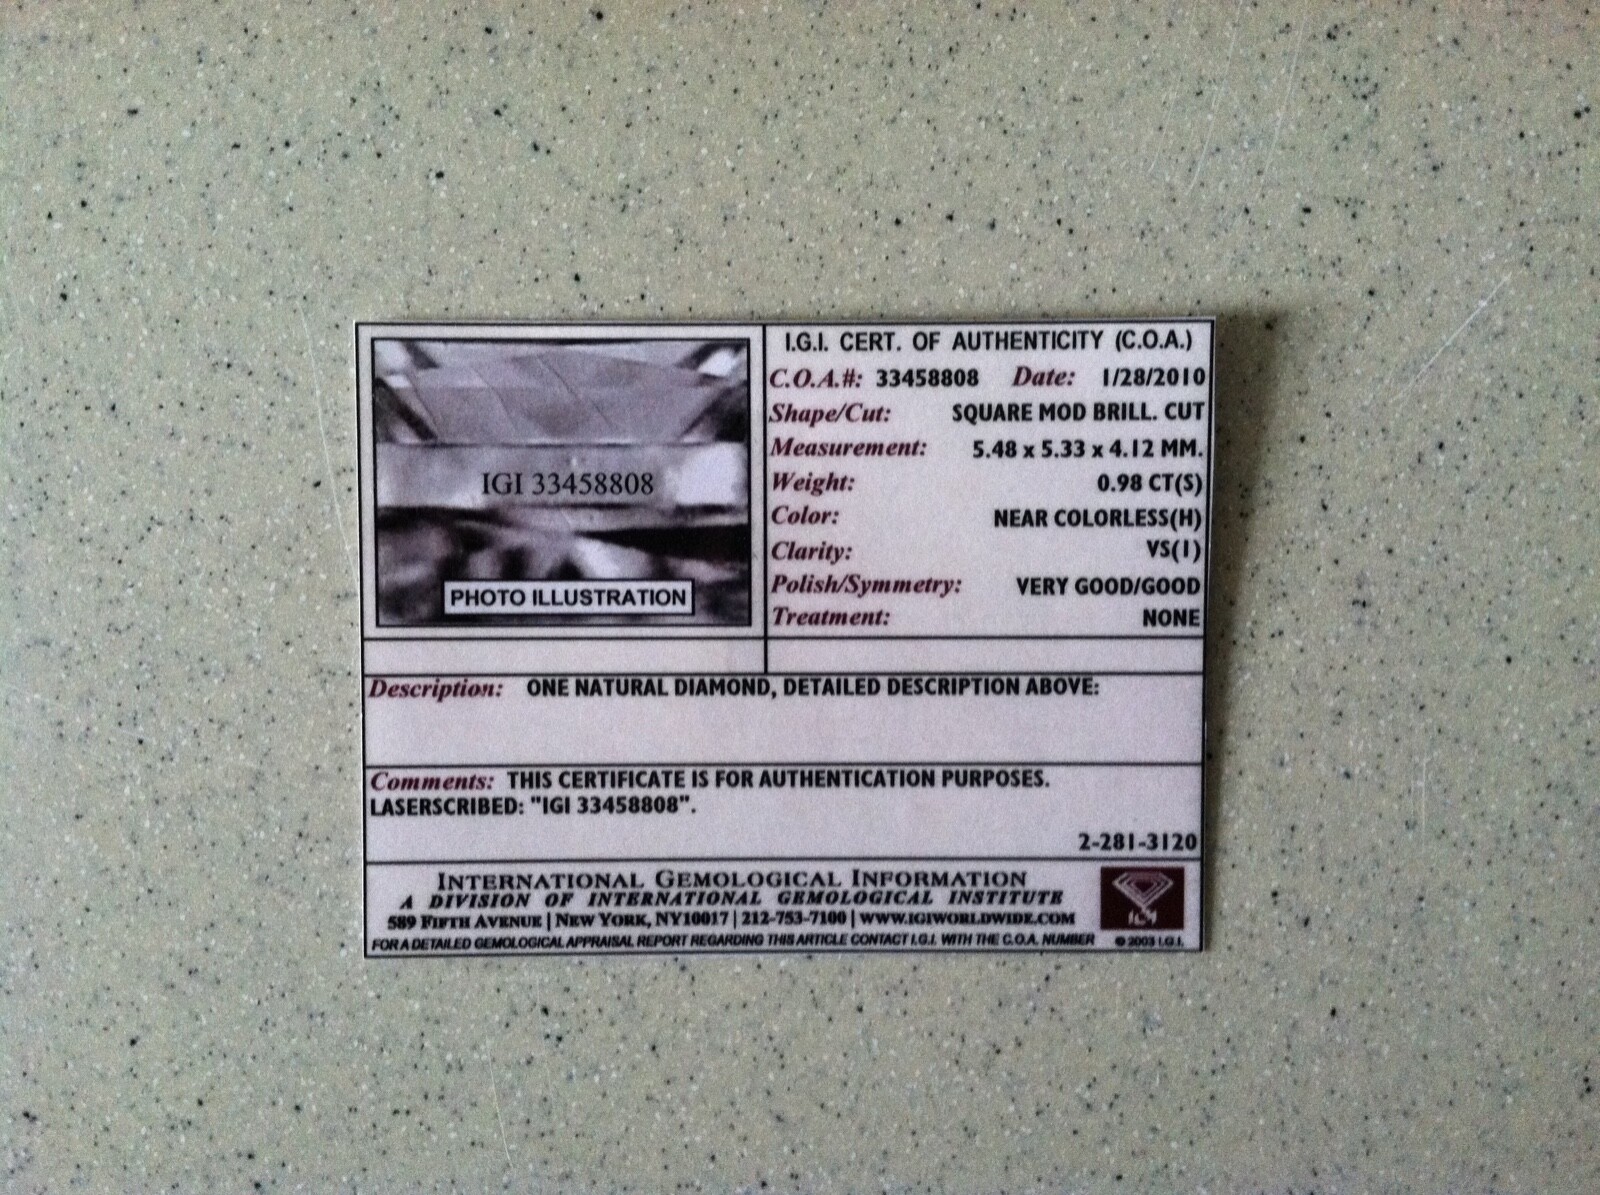 IGI 33458808
PHOTO ILLUSTRATION
I.G.I. CERT. OF AUTHENTICITY (C.O.A.)
C.O.A.#: 33458808 Date: 1/28/2010
Shape/Cut: SQUARE MOD BRILL. CUT
Measurement: 5.48 x 5.33 x 4.12 MM.
Weight: 0.98 CT(S)
Color: NEAR COLORLESS(H)
Clarity: VS(1)
Polish/Symmetry: VERY GOOD/GOOD
Treatment: NONE
Description: ONE NATURAL DIAMOND, DETAILED DESCRIPTION ABOVE:
Comments: THIS CERTIFICATE IS FOR AUTHENTICATION PURPOSES.
LASERSCRIBED: "IGI 33458808".
2-281-3120
INTERNATIONAL GEMOLOGICAL INFORMATION
A DIVISION OF INTERNATIONAL GEMOLOGICAL INSTITUTE
589 FIFTH AVENUE | NEW YORK, NY10017 | 212-753-7100 | WWW.IGIWORLDWIDE.COM
FOR A DETAILED GEMOLOGICAL APPRAISAL REPORT REGARDING THIS ARTICLE CONTACT I.G.I. WITH THE C.O.A. NUMBER
IGI
© 2003 I.G.I.